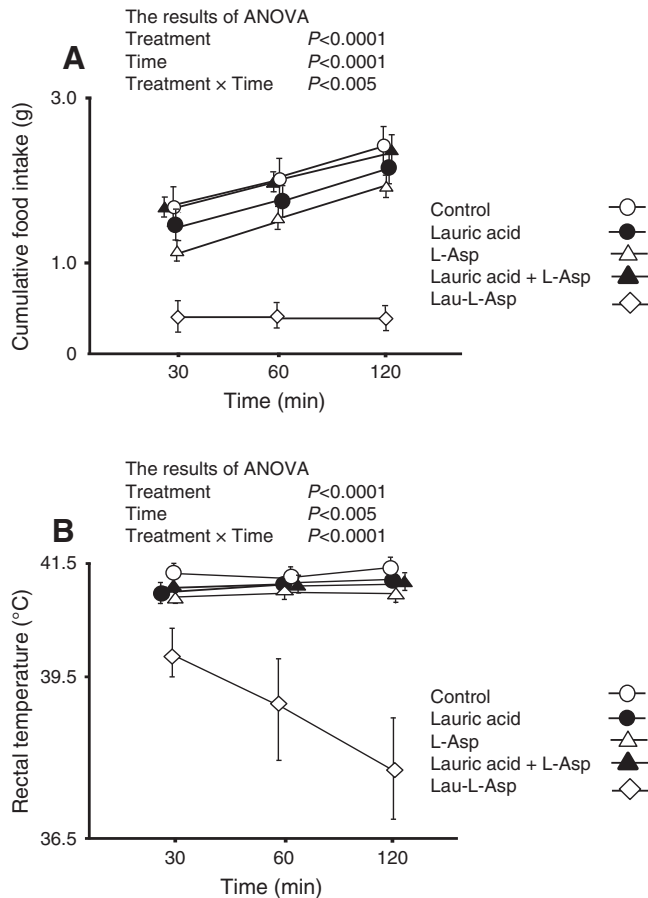 The results of ANOVA
Treatment P<0.0001
Time P<0.0001
Treatment × Time P<0.005
A
3.0
1.0
0
Cumulative food intake (g)
30 60 120
Time (min)
Control
Lauric acid
L-Asp
Lauric acid + L-Asp
Lau-L-Asp
The results of ANOVA
Treatment P<0.0001
Time P<0.005
Treatment × Time P<0.0001
B
41.5
39.5
36.5
Rectal temperature (°C)
30 60 120
Time (min)
Control
Lauric acid
L-Asp
Lauric acid + L-Asp
Lau-L-Asp